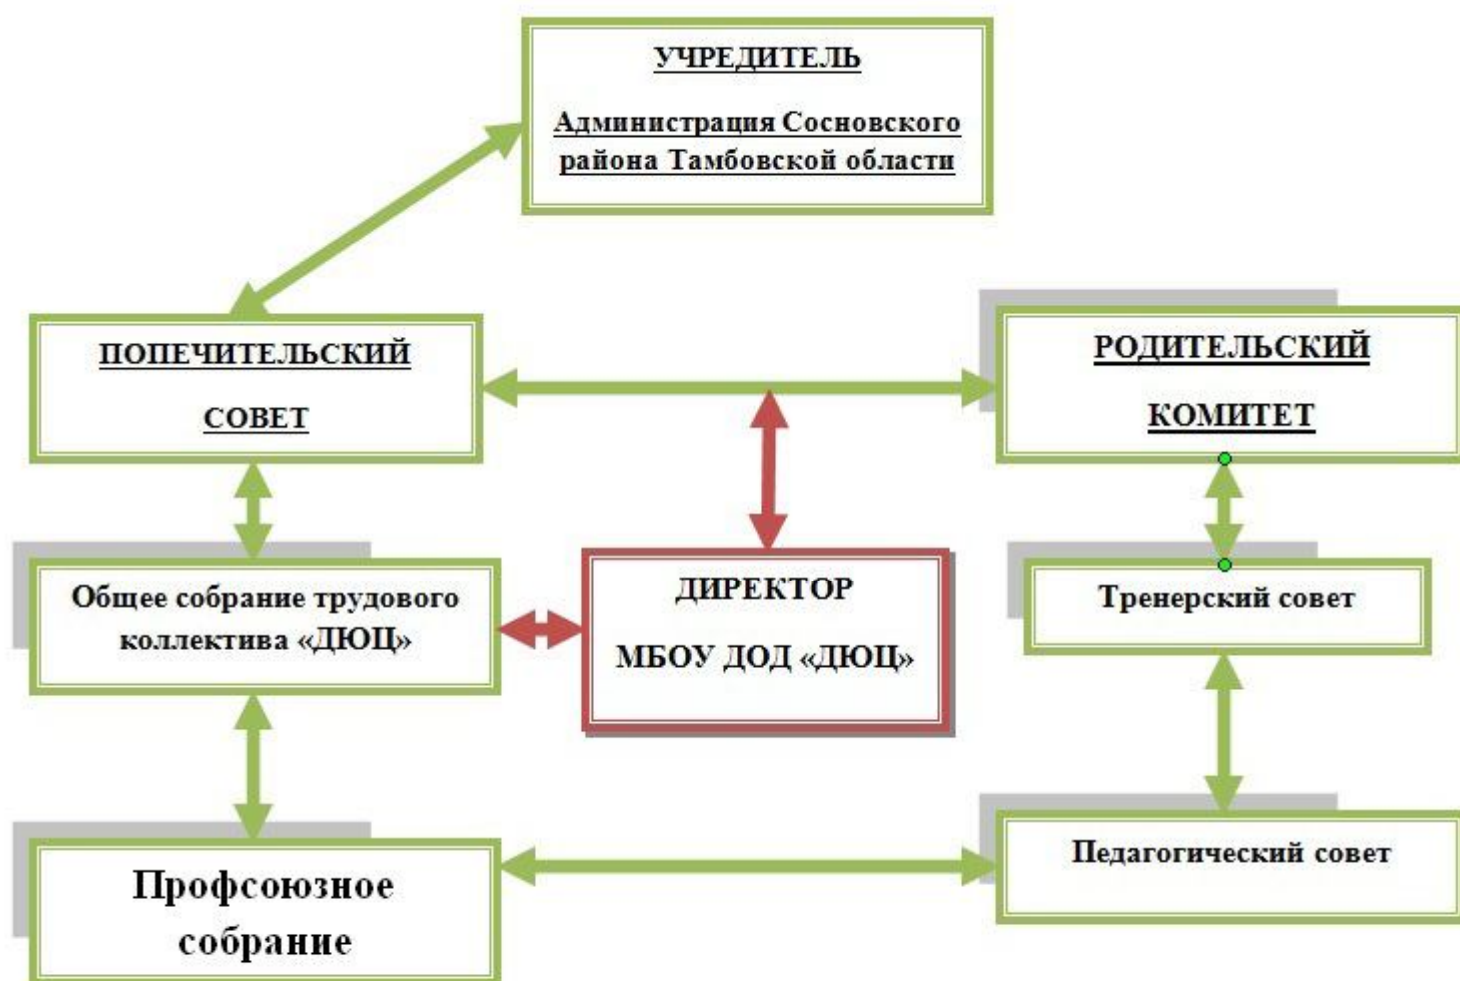 УЧРЕДИТЕЛЬ
Администрация Сосновского
района Тамбовской области
ПОПЕЧИТЕЛЬСКИЙ
СОВЕТ
РОДИТЕЛЬСКИЙ
КОМИТЕТ
Общее собрание трудового
коллектива «ДЮЦ»
ДИРЕКТОР
МБОУ ДОД «ДЮЦ»
Тренерский совет
Профсоюзное
собрание
Педагогический совет